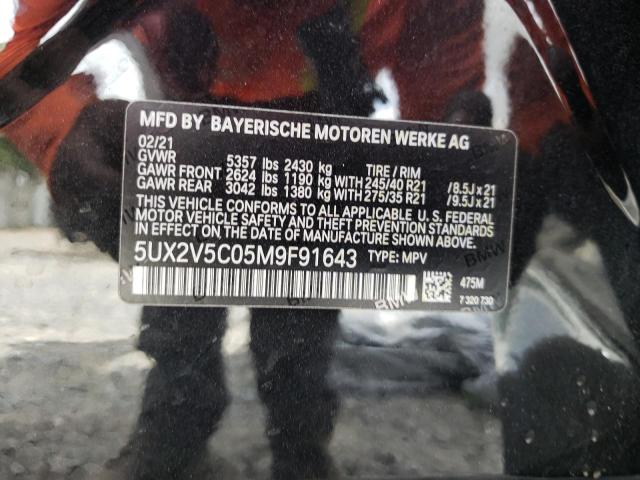 MFD BY BAYERISCHE MOTOREN WERKE AG
02/21
GVWR 5357 lbs 2430 kg TIRE / RIM
GAWR FRONT 2624 lbs 1190 kg WITH 245/40 R21 /8.5J x 21
GAWR REAR 3042 lbs 1380 kg WITH 275/35 R21 /9.5J x 21
THIS VEHICLE CONFORMS TO ALL APPLICABLE U. S. FEDERAL
MOTOR VEHICLE SAFETY AND THEFT PREVENTION STANDARDS
IN EFFECT ON THE DATE OF MANUFACTURE SHOWN ABOVE.
5UX2V5C05M9F91643 TYPE: MPV
475M
7 320 730
BMW
BMW